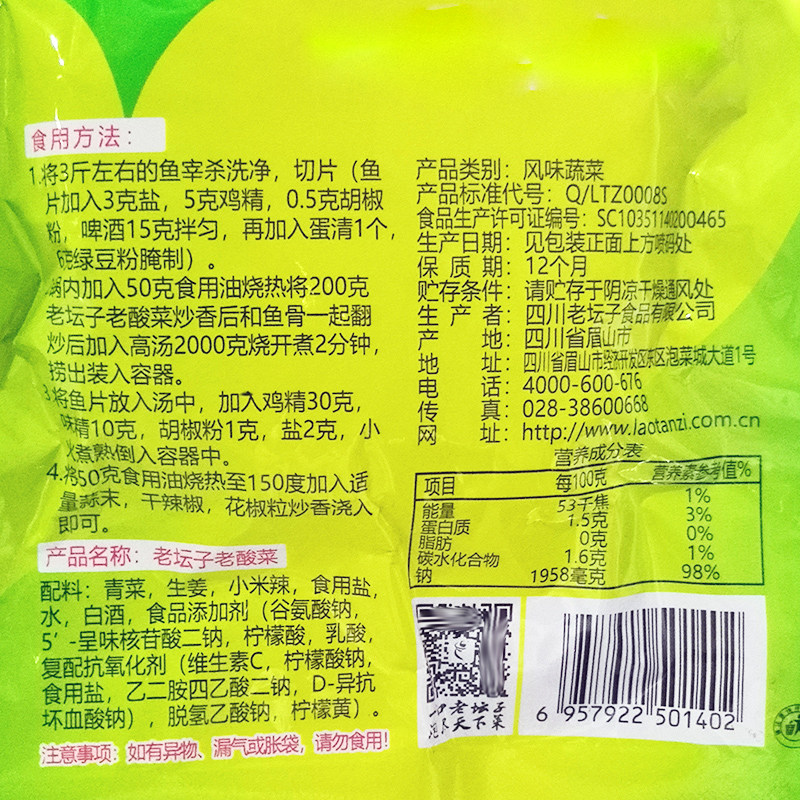 食用方法：
1.将3斤左右的鱼宰杀洗净，切片（鱼
片加入3克盐，5克鸡精，0.5克胡椒
粉，啤酒15克拌匀，再加入蛋清1个，
绿豆粉腌制）。
锅内加入50克食用油烧热将200克
老坛子老酸菜炒香后和鱼骨一起翻
炒后加入高汤2000克烧开煮2分钟，
捞出装入容器。
3.将鱼片放入汤中，加入鸡精30克，
味精10克，胡椒粉1克，盐2克，小
火煮熟倒入容器中。
4.将50克食用油烧热至150度加入适
量蒜末，干辣椒，花椒粒炒香浇入
即可。
产品名称：老坛子老酸菜
配料：青菜，生姜，小米辣，食用盐，
水，白酒，食品添加剂（谷氨酸钠，
5′-呈味核苷酸二钠，柠檬酸，乳酸，
复配抗氧化剂（维生素C，柠檬酸钠，
食用盐，乙二胺四乙酸二钠，D-异抗
坏血酸钠），脱氢乙酸钠，柠檬黄）。
注意事项：如有异物、漏气或胀袋，请勿食用！
产品类别：风味蔬菜
产品标准代号：Q/LTZ0008S
食品生产许可证编号：SC10351140200465
生产日期：见包装正面上方喷码处
保质期：12个月
贮存条件：请贮存于阴凉干燥通风处
生产者：四川老坛子食品有限公司
产地：四川省眉山市
地址：四川省眉山市经济开发区东区泡菜城大道1号
电话：4000-600-676
传真：028-38600668
网址：http://www.laotanzi.com.cn
营养成分表
项目 每100克 营养素参考值%
能量 53千焦 1%
蛋白质 1.5克 3%
脂肪 0克 0%
碳水化合物 1.6克 1%
钠 1958毫克 98%
老坛子
天下菜
6 957922 501402